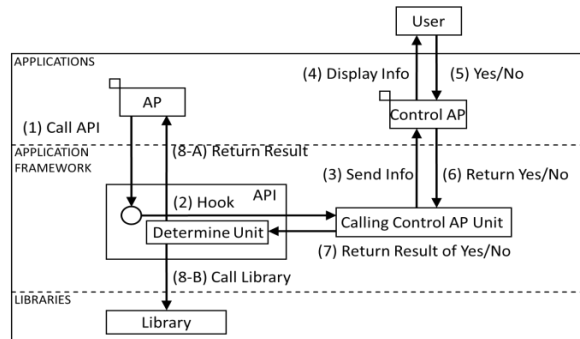 User
APPLICATIONS
(4) Display Info
(5) Yes/No
AP
Control AP
(1) Call API
(8-A) Return Result
APPLICATION
FRAMEWORK
(3) Send Info
(6) Return Yes/No
API
(2) Hook
Calling Control AP Unit
Determine Unit
(7) Return Result of Yes/No
(8-B) Call Library
LIBRARIES
Library